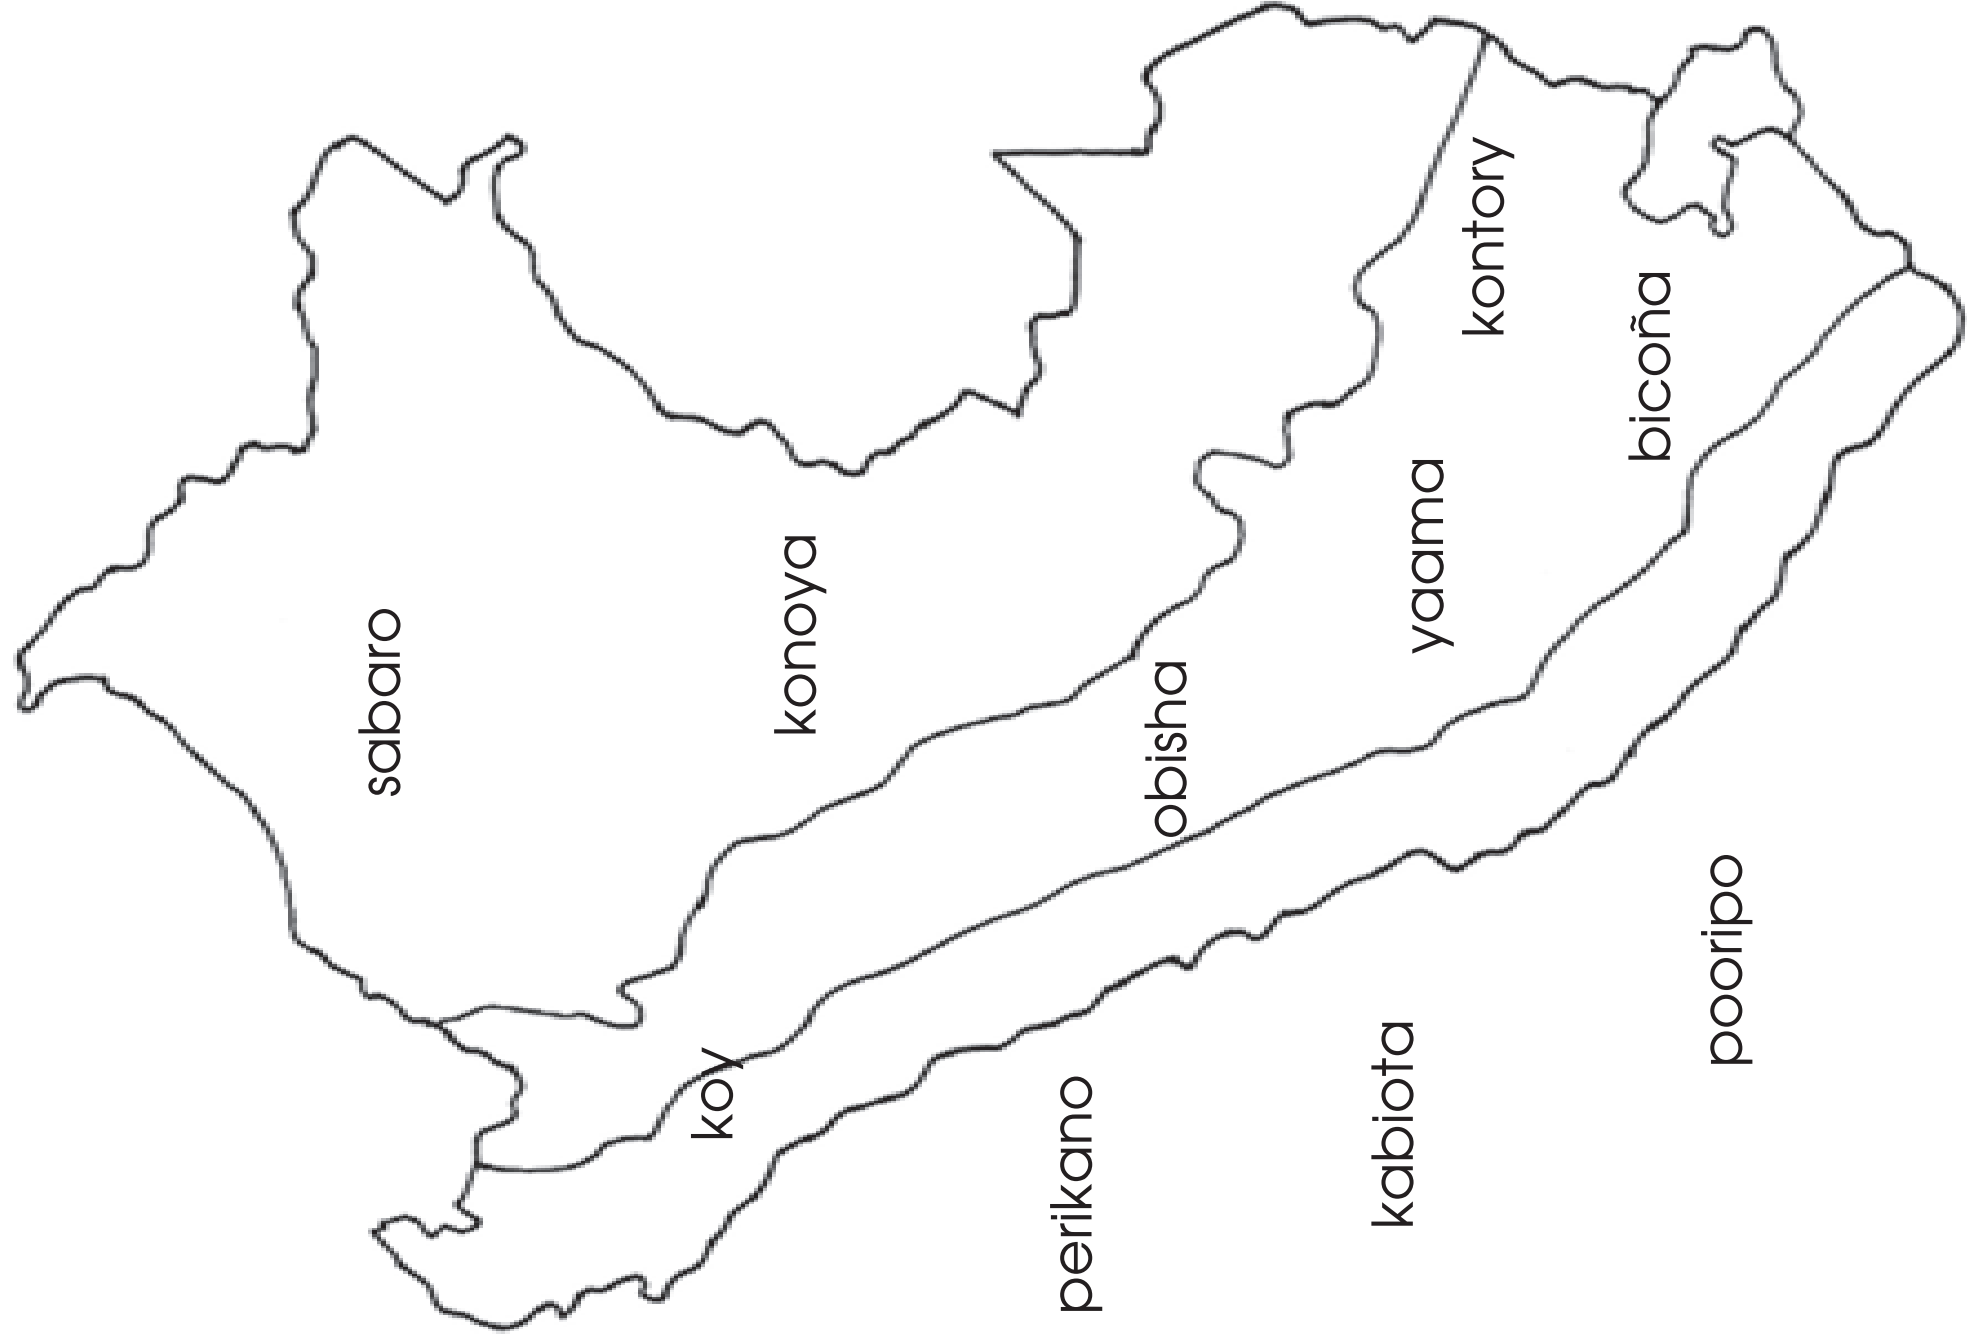 sabaro
konoya
koy
obisha
yaama
kontory
bicoña
perikano
kabiota
pooripo